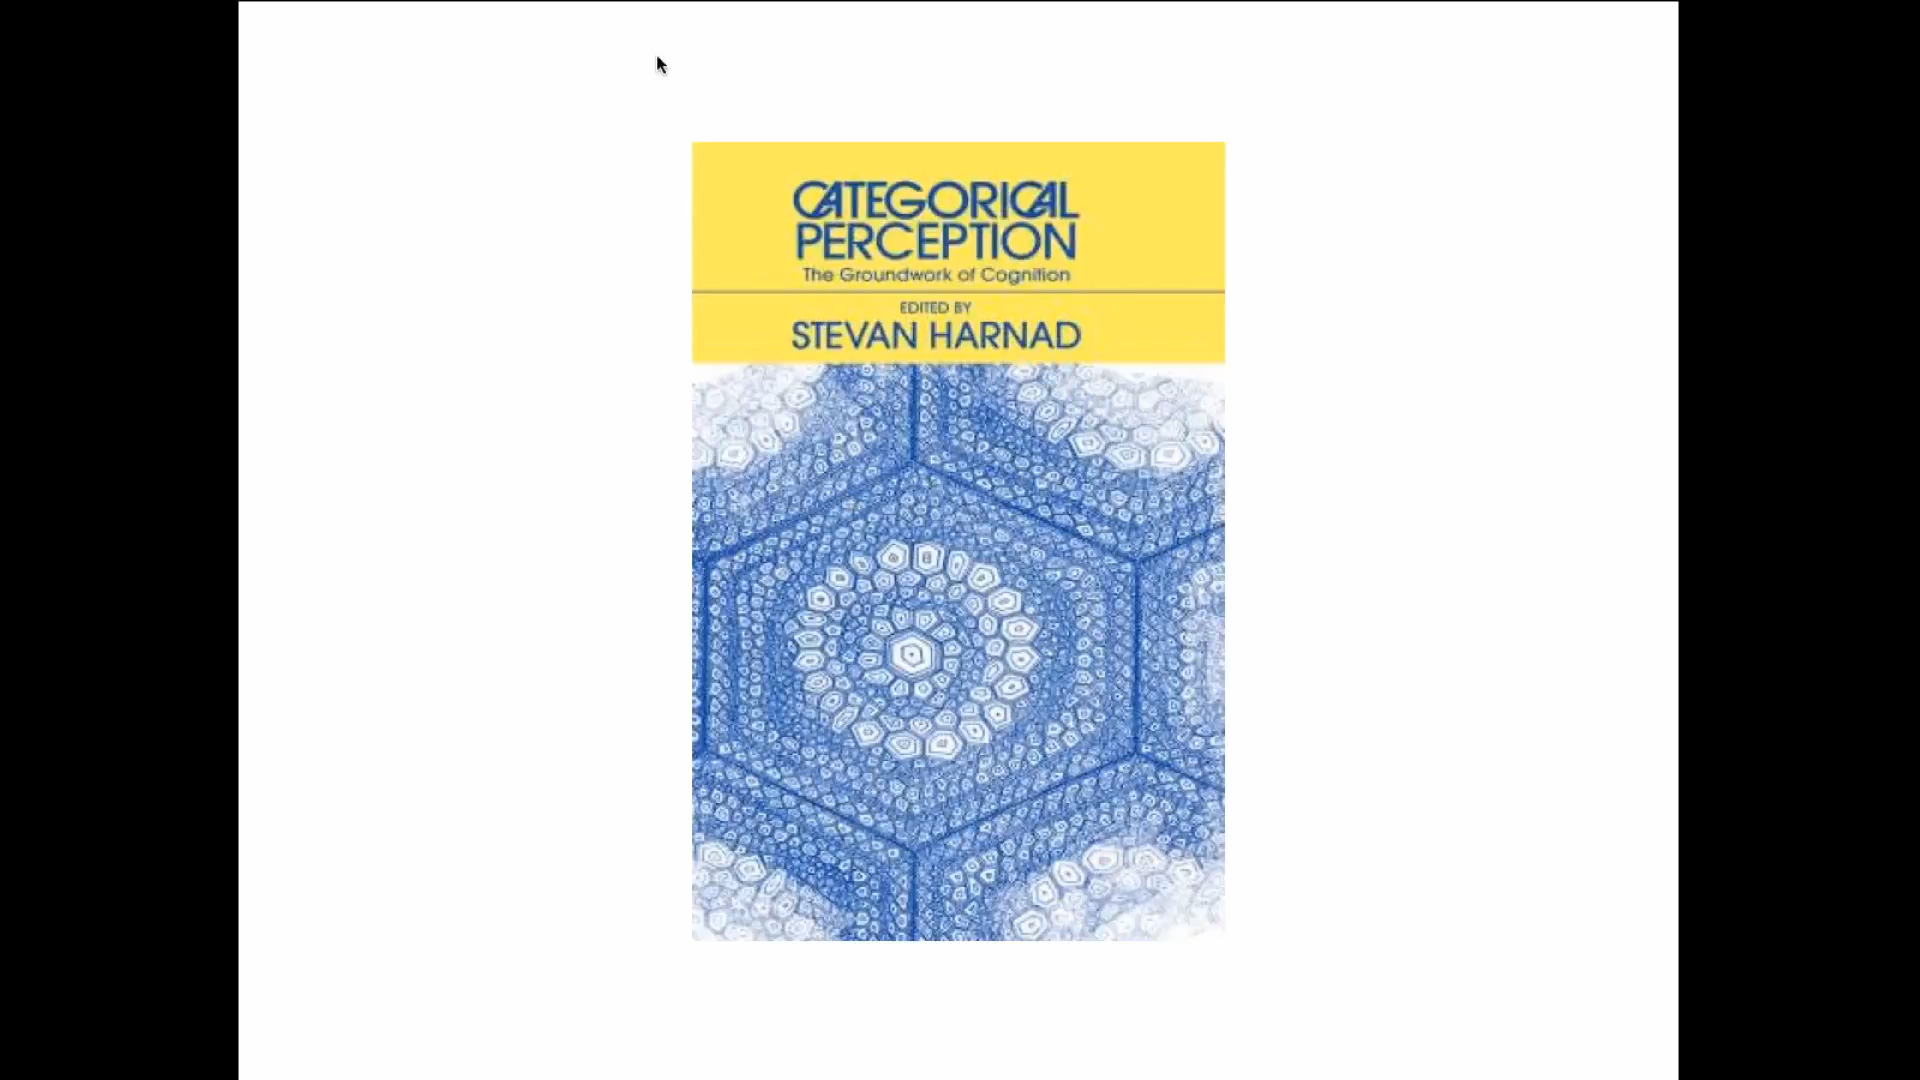 CATEGORICAL
PERCEPTION
The Groundwork of Cognition
EDITED BY
STEVAN HARNAD